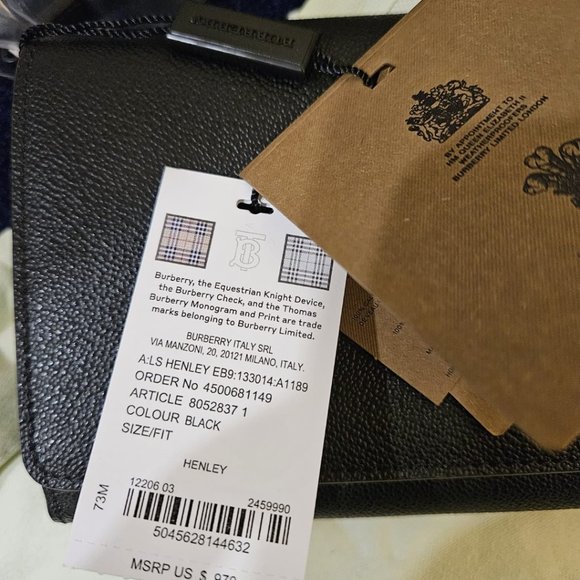 BURBERRY
BY APPOINTMENT TO
HM QUEEN ELIZABETH II
WEATHERPROOFERS
BURBERRY LIMITED LONDON
Burberry, the Equestrian Knight Device,
the Burberry Check, and the Thomas
Burberry Monogram and Print are trade
marks belonging to Burberry Limited.
BURBERRY ITALY SRL
VIA MANZONI, 20, 20121 MILANO, ITALY.
A:LS HENLEY EB9:133014:A1189
ORDER No 4500681149
ARTICLE 8052837 1
COLOUR BLACK
SIZE/FIT
HENLEY
73M
12206 03 2459990
5045628144632
MSRP US $